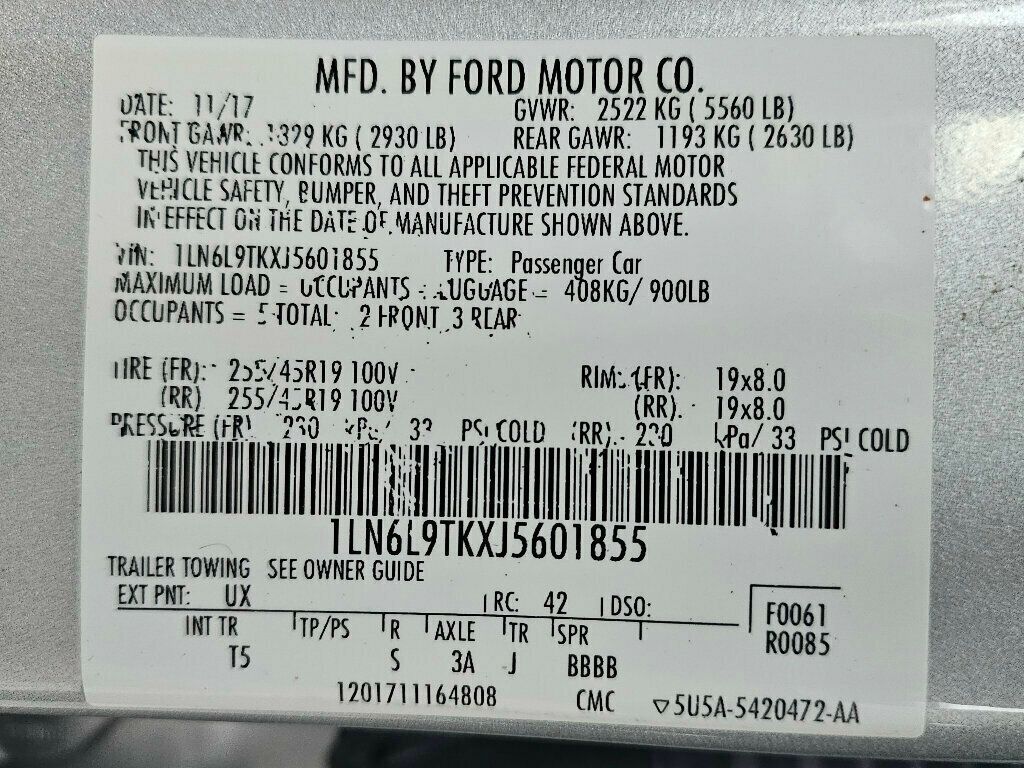 MFD. BY FORD MOTOR CO.
DATE: 11/17 GVWR: 2522 KG ( 5560 LB)
FRONT GAWR: 1329 KG ( 2930 LB) REAR GAWR: 1193 KG ( 2630 LB)
THIS VEHICLE CONFORMS TO ALL APPLICABLE FEDERAL MOTOR
VEHICLE SAFETY, BUMPER, AND THEFT PREVENTION STANDARDS
IN EFFECT ON THE DATE OF MANUFACTURE SHOWN ABOVE.
VIN: 1LN6L9TKXJ5601855 TYPE: Passenger Car
MAXIMUM LOAD = OCCUPANTS + LUGGAGE = 408KG/ 900LB
OCCUPANTS = 5 TOTAL: 2 FRONT, 3 REAR
TIRE (FR): 255/45R19 100V RIM: (FR): 19x8.0
(RR) 255/45R19 100V (RR). 19x8.0
PRESSURE (FR) 230 kPa/ 33 PSI COLD (RR). 230 kPa/ 33 PSI COLD
1LN6L9TKXJ5601855
TRAILER TOWING SEE OWNER GUIDE
EXT PNT: UX RC: 42 DSO:
F0061
R0085
INT TR TP/PS R AXLE TR SPR
T5 S 3A J BBBB
1201711164808 CMC ▽5U5A-5420472-AA